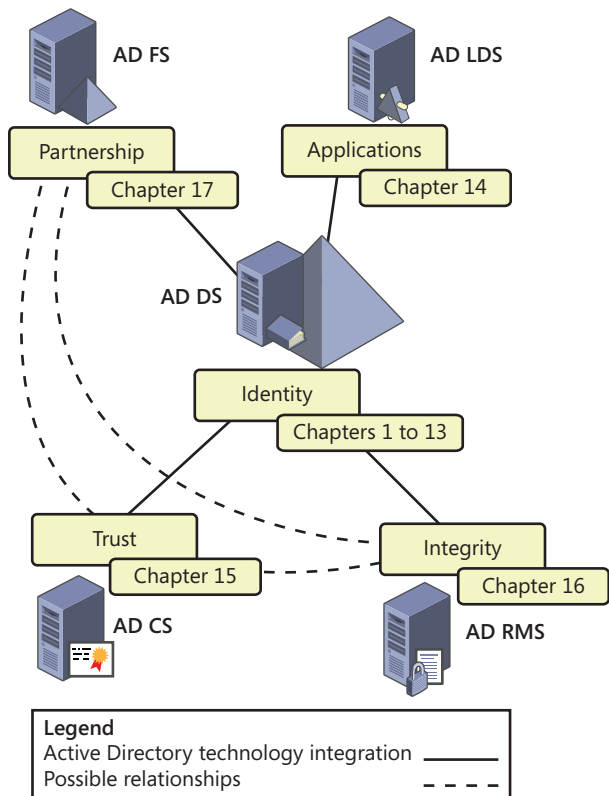 AD FS
AD LDS
Partnership
Chapter 17
Applications
Chapter 14
AD DS
Identity
Chapters 1 to 13
Trust
Chapter 15
Integrity
Chapter 16
AD CS
AD RMS
Legend
Active Directory technology integration
Possible relationships